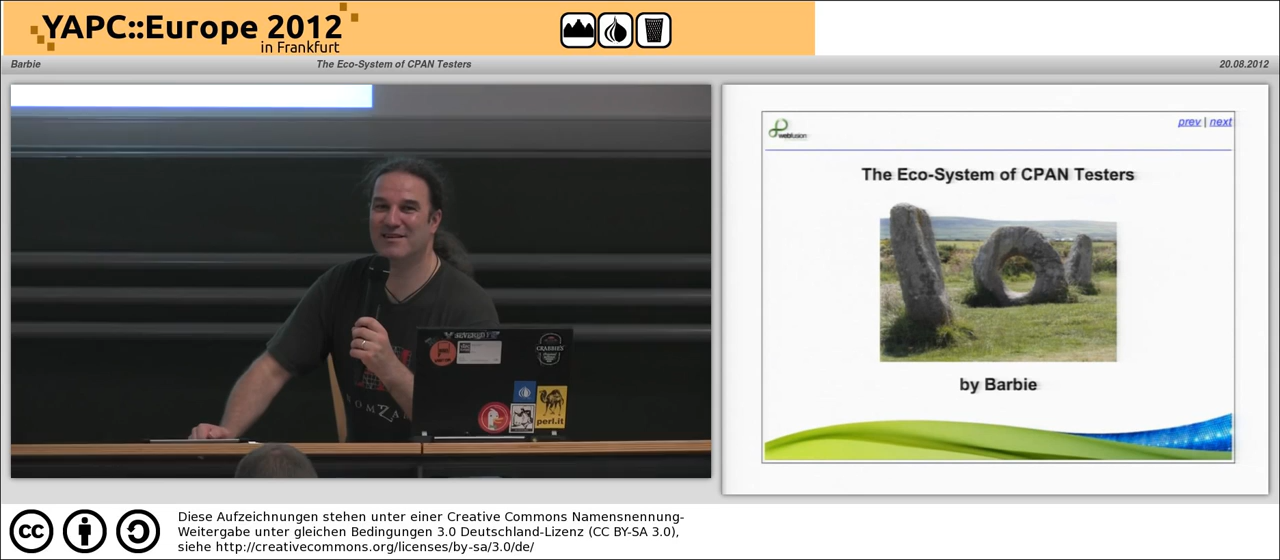 YAPC::Europe 2012
in Frankfurt
Barbie The Eco-System of CPAN Testers 20.08.2012
prev | next
webfusion
The Eco-System of CPAN Testers
by Barbie
CRABBIE'S
perl.it
cc
Diese Aufzeichnungen stehen unter einer Creative Commons Namensnennung-
Weitergabe unter gleichen Bedingungen 3.0 Deutschland-Lizenz (CC BY-SA 3.0),
siehe http://creativecommons.org/licenses/by-sa/3.0/de/